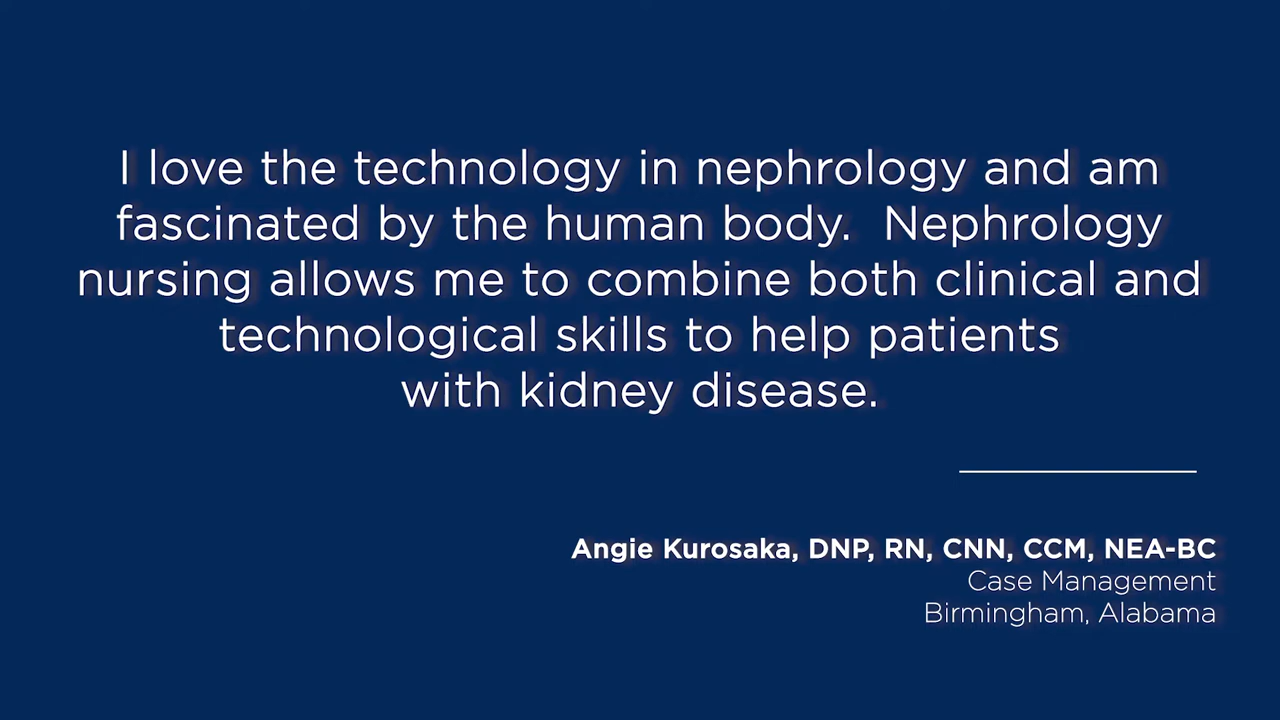 I love the technology in nephrology and am
fascinated by the human body.  Nephrology
nursing allows me to combine both clinical and
technological skills to help patients
with kidney disease.
Angie Kurosaka, DNP, RN, CNN, CCM, NEA-BC
Case Management
Birmingham, Alabama